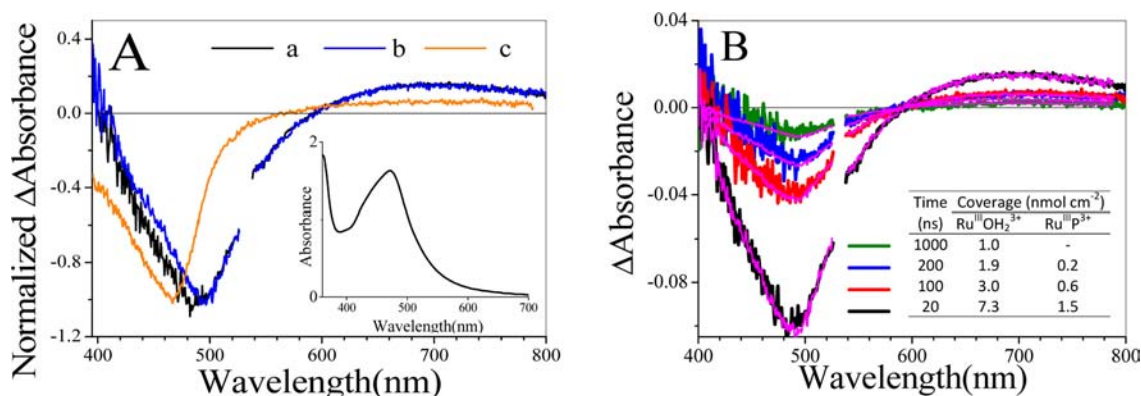 A
a b c
Normalized ΔAbsorbance
0.4
0.0
-0.4
-0.8
-1.2
400 500 600 700 800
Wavelength(nm)
Absorbance
2
1
0
400 500 600 700
Wavelength(nm)
B
ΔAbsorbance
0.04
0.00
-0.04
-0.08
400 500 600 700 800
Wavelength(nm)
Time Coverage (nmol cm⁻²)
(ns) RuᴵᴵᴵOH₂³⁺ RuᴵᴵᴵP³⁺
1000 1.0 -
200 1.9 0.2
100 3.0 0.6
20 7.3 1.5